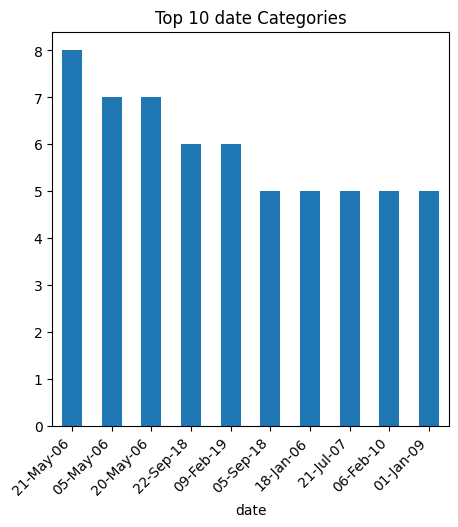 Top 10 date Categories
8
7
6
5
4
3
2
1
0
21-May-06
05-May-06
20-May-06
22-Sep-18
09-Feb-19
05-Sep-18
18-Jan-06
21-Jul-07
06-Feb-10
01-Jan-09
date